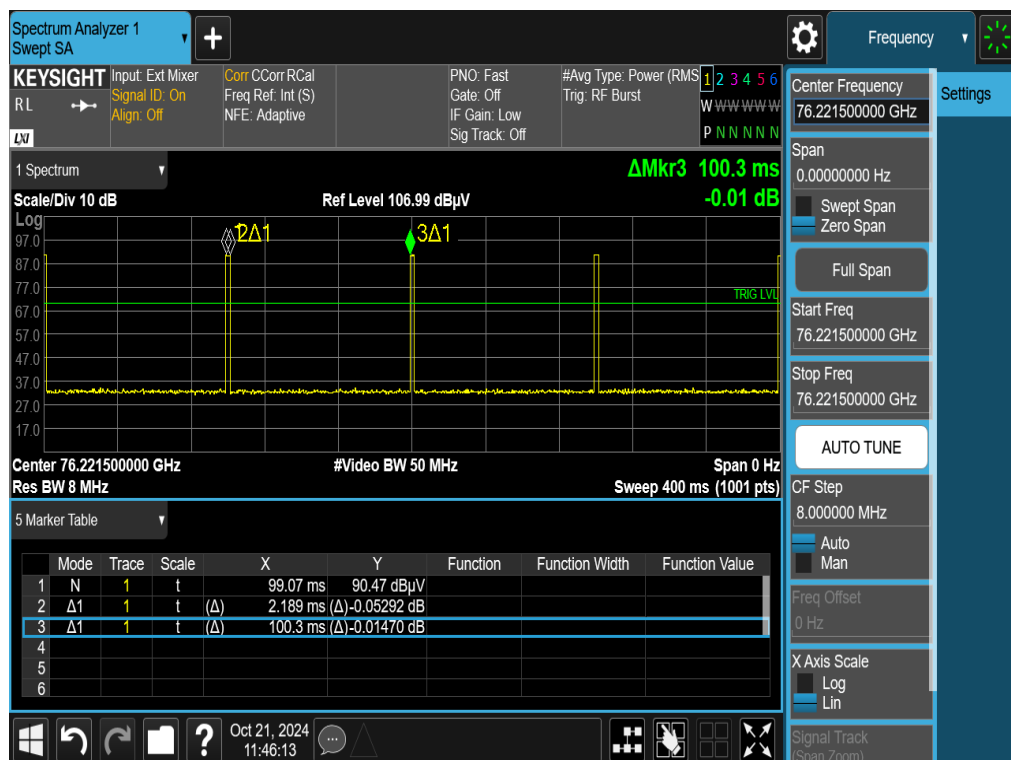 Spectrum Analyzer 1
Swept SA
+
Frequency
KEYSIGHT
RL
LXI
Input: Ext Mixer
Signal ID: On
Align: Off
Corr CCorr RCal
Freq Ref: Int (S)
NFE: Adaptive
PNO: Fast
Gate: Off
IF Gain: Low
Sig Track: Off
#Avg Type: Power (RMS
Trig: RF Burst
1 2 3 4 5 6
W W W W W W
P N N N N N
Center Frequency
76.221500000 GHz
Settings
Span
0.00000000 Hz
Swept Span
Zero Span
Full Span
Start Freq
76.221500000 GHz
Stop Freq
76.221500000 GHz
AUTO TUNE
CF Step
8.000000 MHz
Auto
Man
Freq Offset
0 Hz
X Axis Scale
Log
Lin
Signal Track
(Span Zoom)
1 Spectrum
ΔMkr3 100.3 ms
-0.01 dB
Scale/Div 10 dB
Ref Level 106.99 dBµV
Log
97.0
87.0
77.0
67.0
57.0
47.0
37.0
27.0
17.0
2Δ1
3Δ1
TRIG LVL
Center 76.221500000 GHz
#Video BW 50 MHz
Span 0 Hz
Res BW 8 MHz
Sweep 400 ms (1001 pts)
5 Marker Table
Mode Trace Scale X Y Function Function Width Function Value
1 N 1 t 99.07 ms 90.47 dBµV
2 Δ1 1 t (Δ) 2.189 ms (Δ) -0.05292 dB
3 Δ1 1 t (Δ) 100.3 ms (Δ) -0.01470 dB
4
5
6
?
Oct 21, 2024
11:46:13